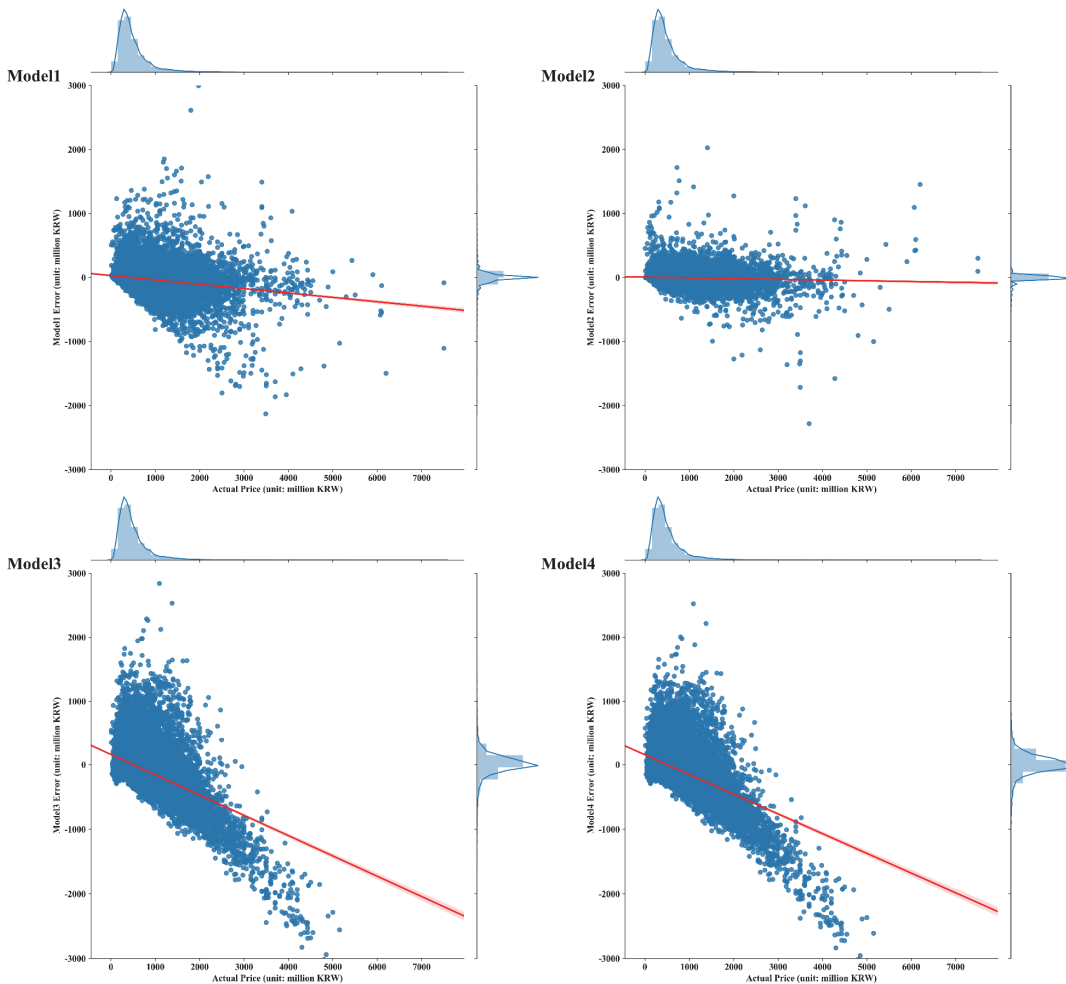 Model1
3000
2000
1000
0
-1000
-2000
-3000
Model1 Error (unit: million KRW)
0 1000 2000 3000 4000 5000 6000 7000
Actual Price (unit: million KRW)
Model2
3000
2000
1000
0
-1000
-2000
-3000
Model2 Error (unit: million KRW)
0 1000 2000 3000 4000 5000 6000 7000
Actual Price (unit: million KRW)
Model3
3000
2000
1000
0
-1000
-2000
-3000
Model3 Error (unit: million KRW)
0 1000 2000 3000 4000 5000 6000 7000
Actual Price (unit: million KRW)
Model4
3000
2000
1000
0
-1000
-2000
-3000
Model4 Error (unit: million KRW)
0 1000 2000 3000 4000 5000 6000 7000
Actual Price (unit: million KRW)